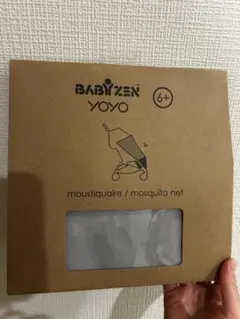 BABYZEN
YOYO
6+
moustiquaire / mosquito net